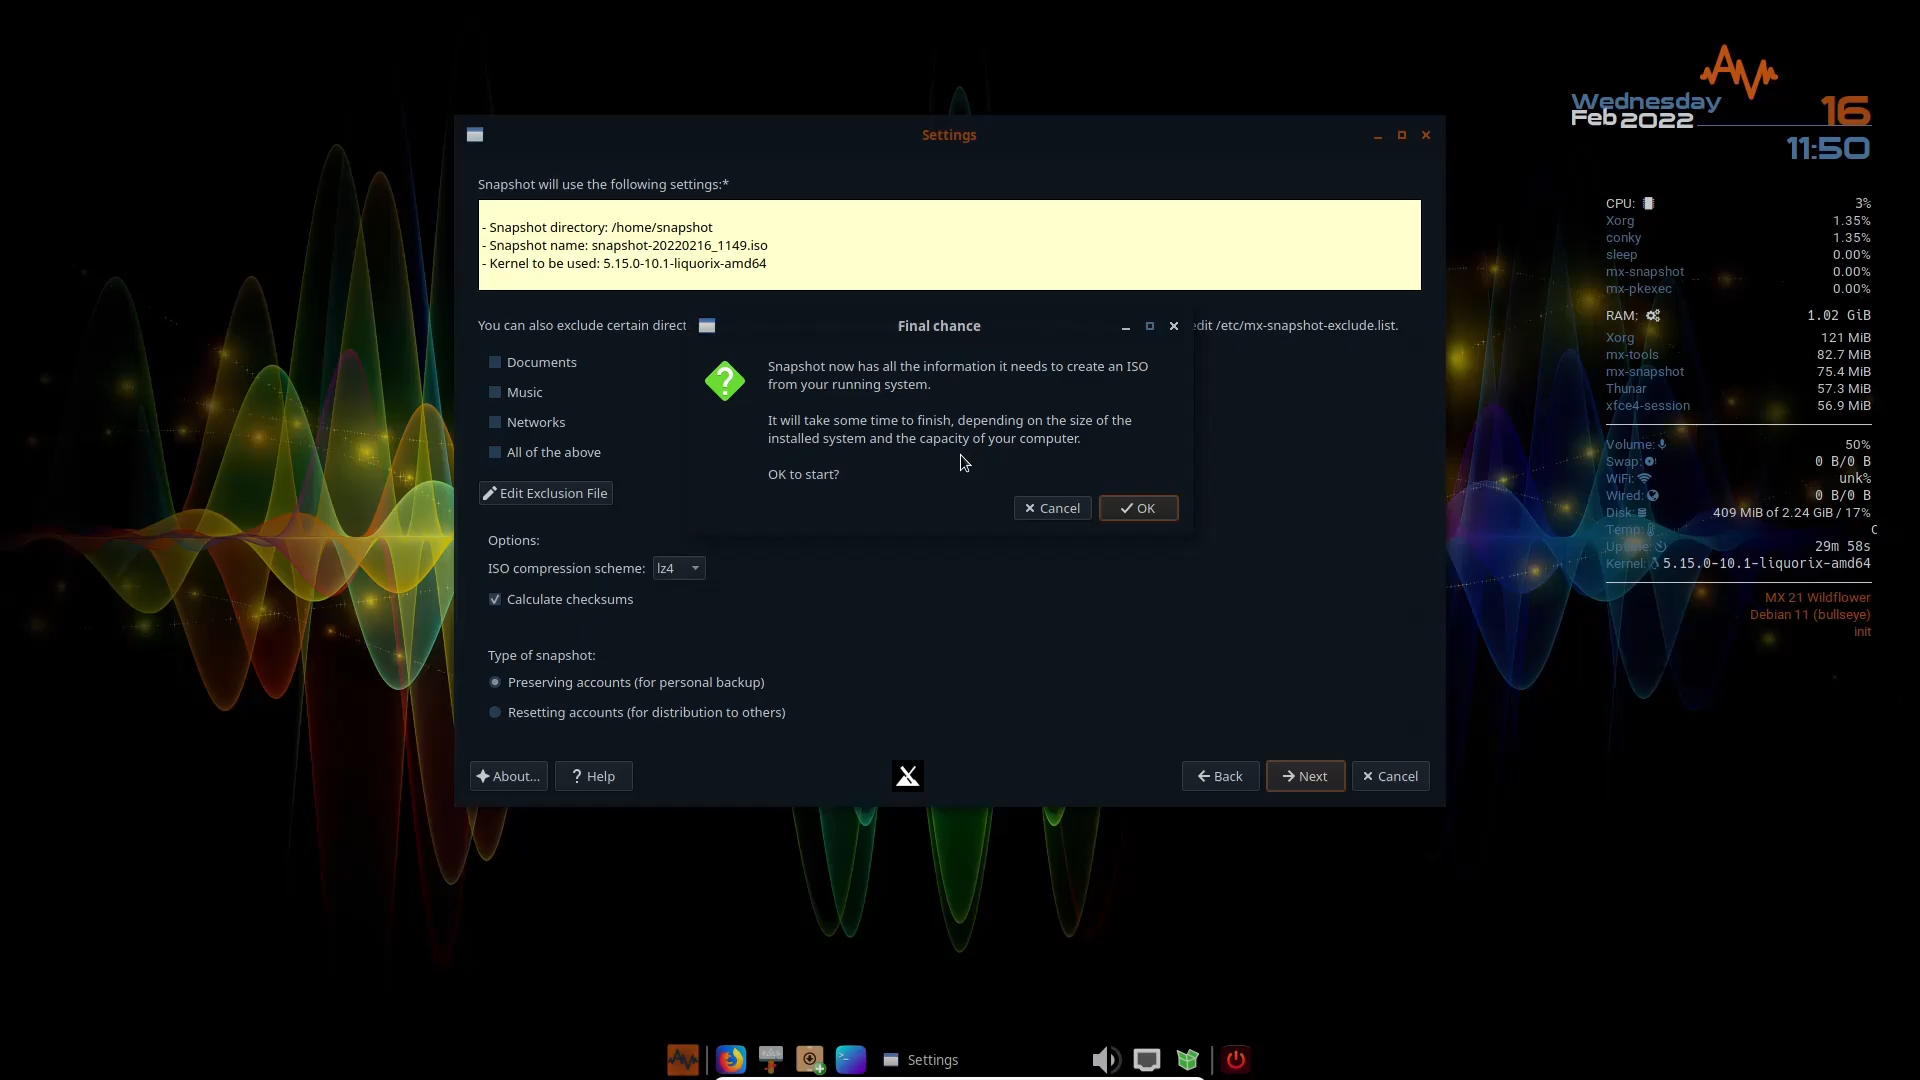 Wednesday
Feb 2022
16
11:50
Settings
Snapshot will use the following settings:*
- Snapshot directory: /home/snapshot
- Snapshot name: snapshot-20220216_1149.iso
- Kernel to be used: 5.15.0-10.1-liquorix-amd64
You can also exclude certain direct
edit /etc/mx-snapshot-exclude.list.
Documents
Music
Networks
All of the above
Edit Exclusion File
Final chance
Snapshot now has all the information it needs to create an ISO
from your running system.
It will take some time to finish, depending on the size of the
installed system and the capacity of your computer.
OK to start?
Cancel
OK
Options:
ISO compression scheme: lz4
Calculate checksums
Type of snapshot:
Preserving accounts (for personal backup)
Resetting accounts (for distribution to others)
About...
? Help
Back
Next
Cancel
CPU: 3%
Xorg 1.35%
conky 1.35%
sleep 0.00%
mx-snapshot 0.00%
mx-pkexec 0.00%
RAM: 1.02 GiB
Xorg 121 MiB
mx-tools 82.7 MiB
mx-snapshot 75.4 MiB
Thunar 57.3 MiB
xfce4-session 56.9 MiB
Volume: 50%
Swap: 0 B/0 B
WiFi: unk%
Wired: 0 B/0 B
Disk: 409 MiB of 2.24 GiB / 17%
Temp: C
Uptime: 29m 58s
Kernel: 5.15.0-10.1-liquorix-amd64
MX 21 Wildflower
Debian 11 (bullseye)
init
Settings